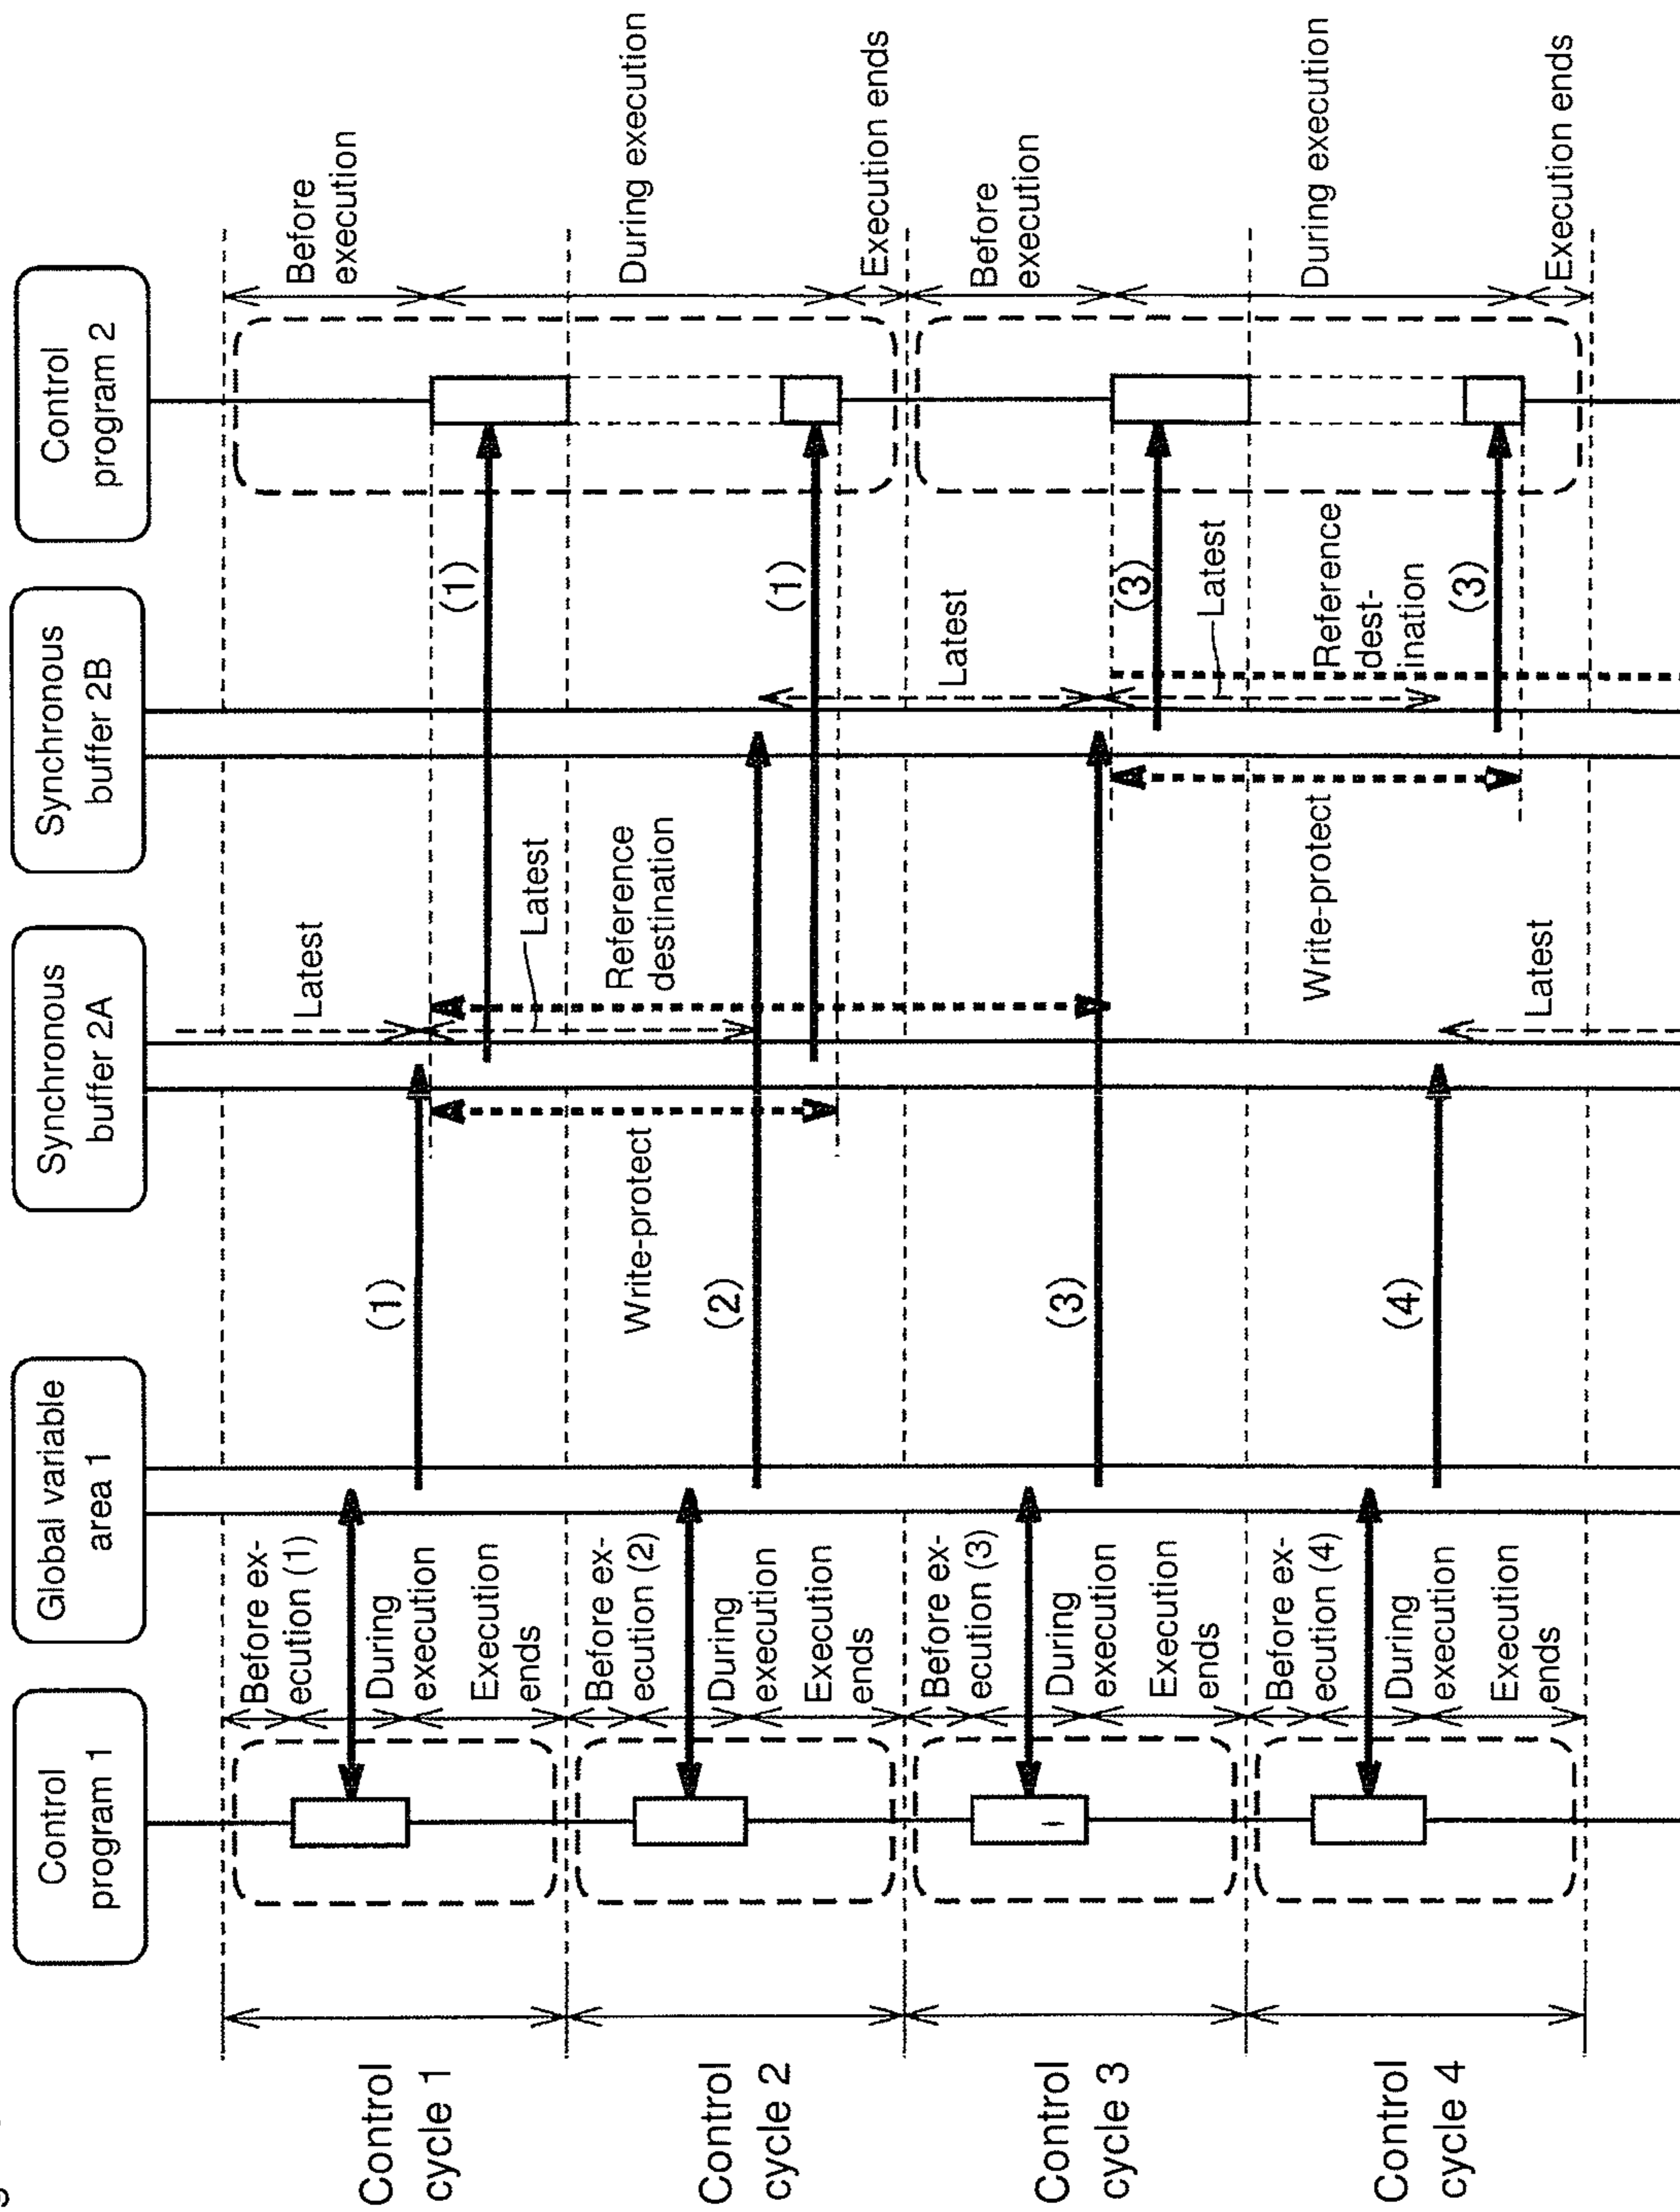 Control
program 1
Global variable
area 1
Synchronous
buffer 2A
Synchronous
buffer 2B
Control
program 2
Control
cycle 1
Before ex-
ecution (1)
During
execution
Execution
ends
(1)
Latest
Latest
(1)
Before
execution
Control
cycle 2
Before ex-
ecution (2)
During
execution
Execution
ends
Write-protect
(2)
Reference
destination
(1)
During execution
Execution ends
Control
cycle 3
Before ex-
ecution (3)
During
execution
Execution
ends
(3)
Latest
(3)
Latest
Before
execution
Control
cycle 4
Before ex-
ecution (4)
During
execution
Execution
ends
(4)
Write-protect
Latest
Reference
dest-
ination
(3)
During execution
Execution ends